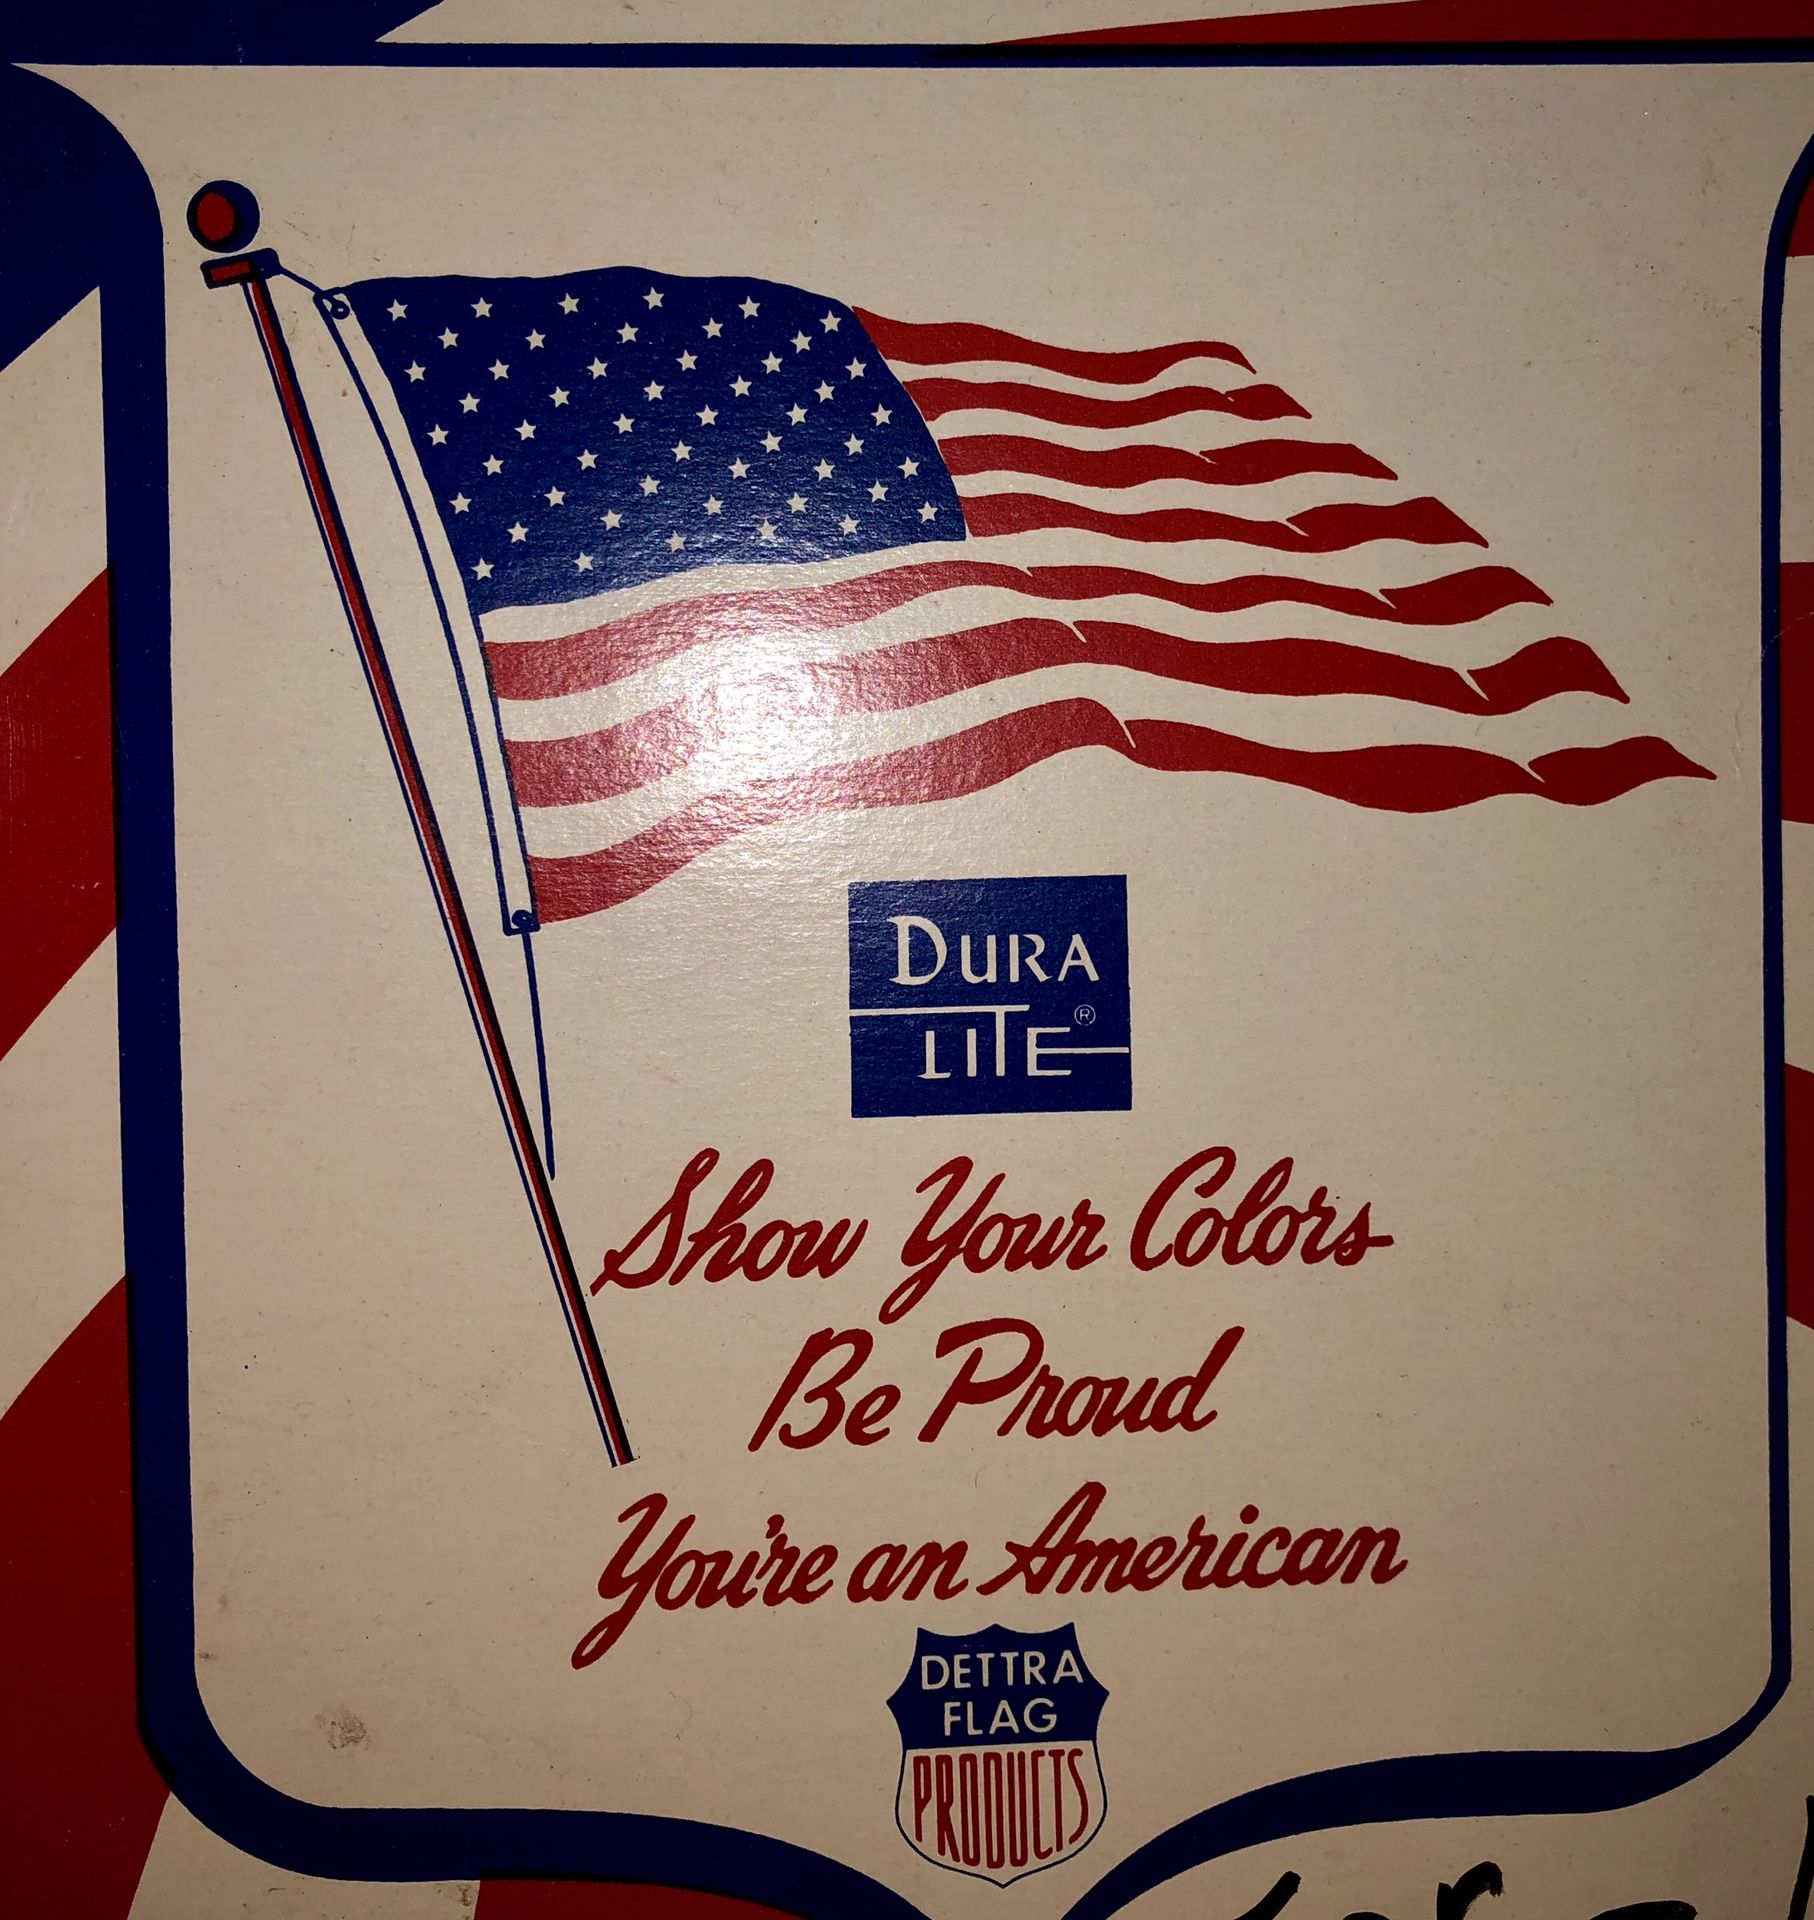 DURA
LITE®
Show Your Colors
Be Proud
You're an American
DETTRA
FLAG
PRODUCTS